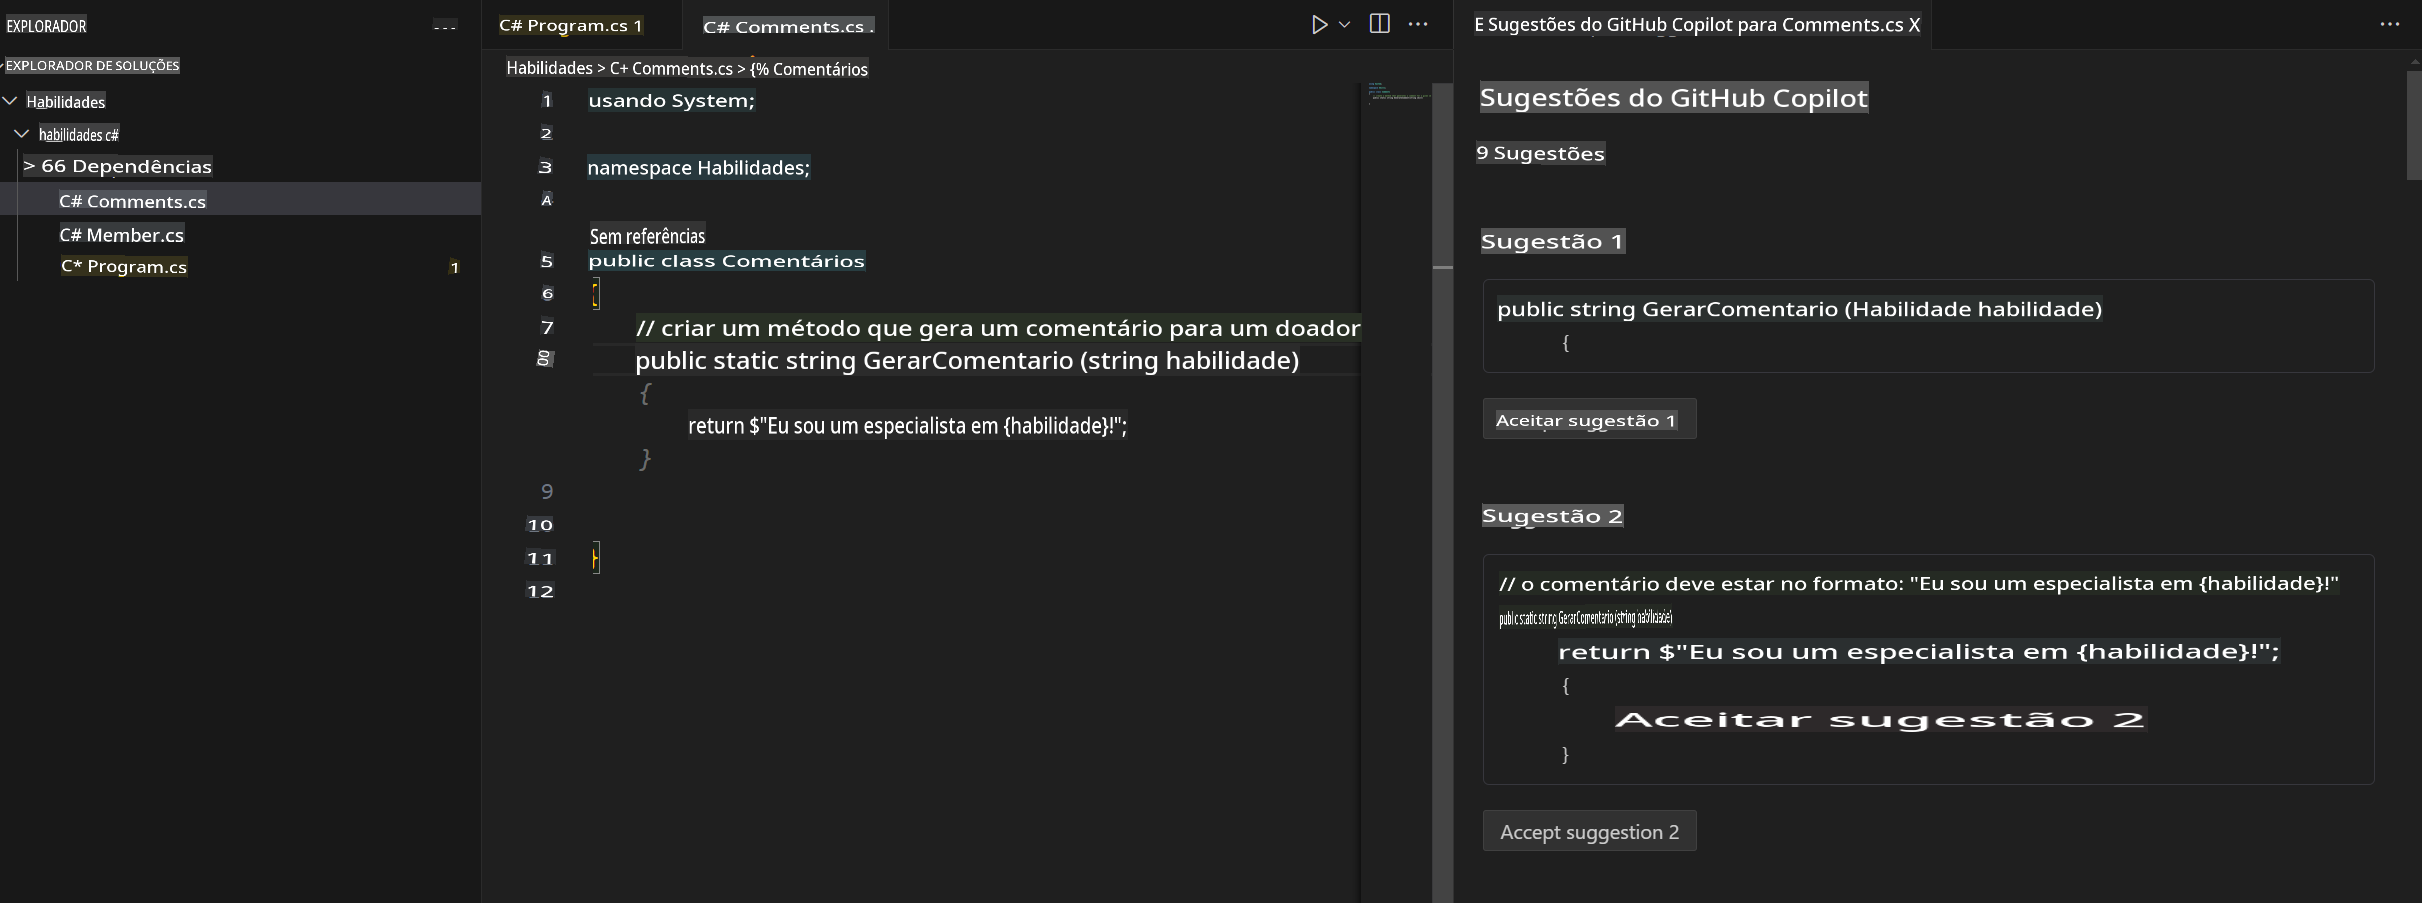 EXPLORADOR
EXPLORADOR DE SOLUÇÕES
Habilidades
habilidades c#
> 66 Dependências
C# Comments.cs
C# Member.cs
C* Program.cs 1
C# Program.cs 1
C# Comments.cs .
Habilidades > C+ Comments.cs > {% Comentários
1 usando System;
2
3 namespace Habilidades;
A
Sem referências
5 public class Comentários
6 {
7 // criar um método que gera um comentário para um doador
8 public static string GerarComentario (string habilidade)
{
return $"Eu sou um especialista em {habilidade}!";
}
9
10
11 }
12
E Sugestões do GitHub Copilot para Comments.cs X
Sugestões do GitHub Copilot
9 Sugestões
Sugestão 1
public string GerarComentario (Habilidade habilidade)
{
Aceitar sugestão 1
Sugestão 2
// o comentário deve estar no formato: "Eu sou um especialista em {habilidade}!"
public static string GerarComentario (string habilidade)
return $"Eu sou um especialista em {habilidade}!";
{
Aceitar sugestão 2
}
Accept suggestion 2